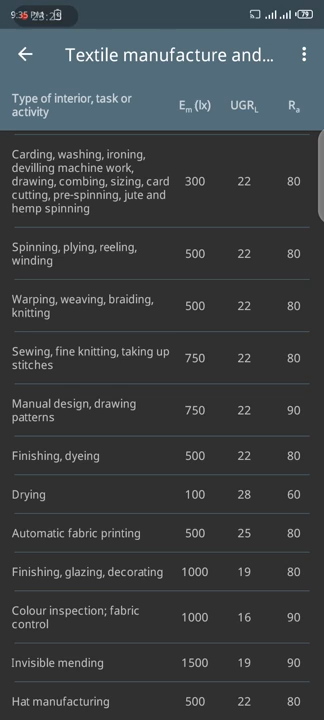 9:35 PM
79
Textile manufacture and...
Type of interior, task or
activity
Em (lx) UGRL Ra
Carding, washing, ironing,
devilling machine work,
drawing, combing, sizing, card
cutting, pre-spinning, jute and
hemp spinning
300 22 80
Spinning, plying, reeling,
winding
500 22 80
Warping, weaving, braiding,
knitting
500 22 80
Sewing, fine knitting, taking up
stitches
750 22 80
Manual design, drawing
patterns
750 22 90
Finishing, dyeing 500 22 80
Drying 100 28 60
Automatic fabric printing 500 25 80
Finishing, glazing, decorating 1000 19 80
Colour inspection; fabric
control
1000 16 90
Invisible mending 1500 19 90
Hat manufacturing 500 22 80